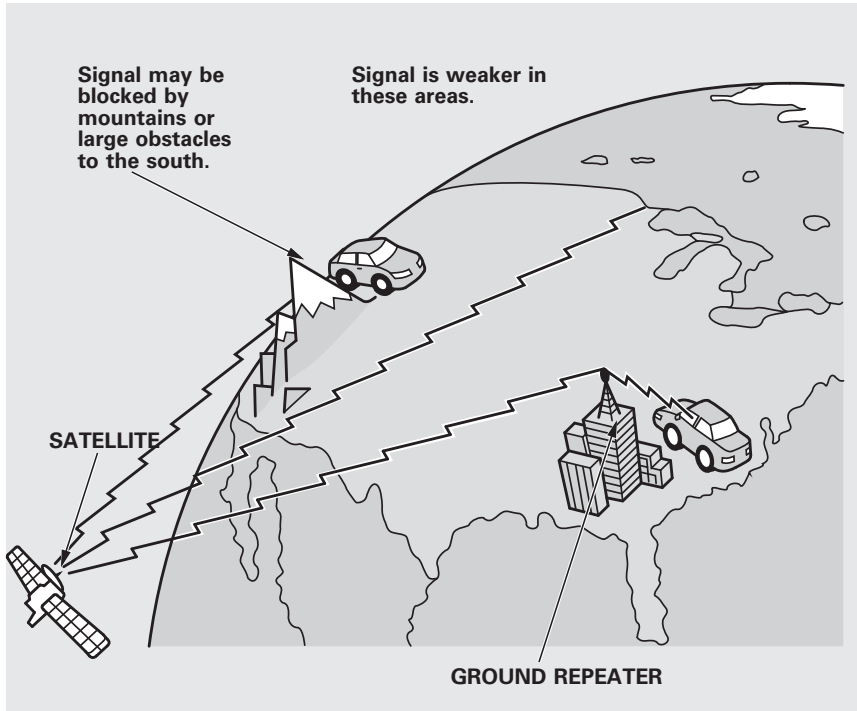 Signal may be
blocked by
mountains or
large obstacles
to the south.
Signal is weaker in
these areas.
SATELLITE
GROUND REPEATER